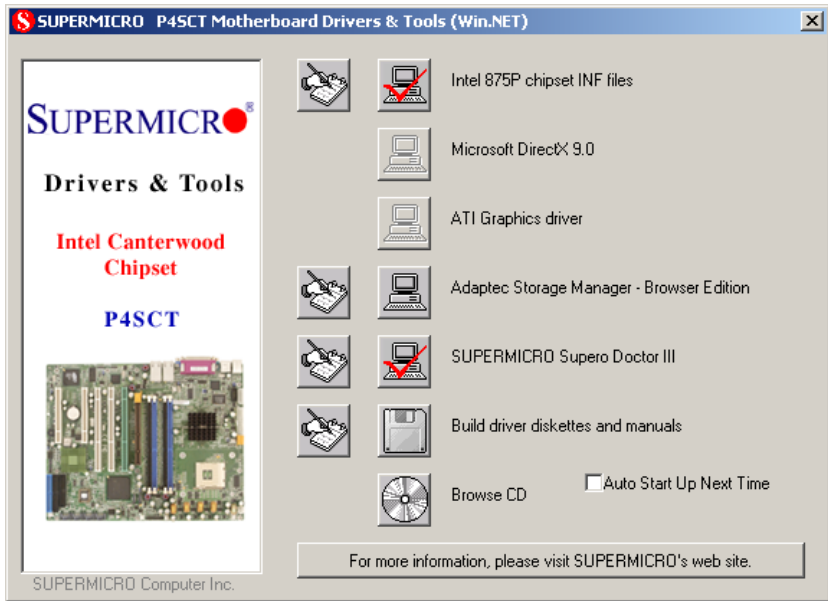 SUPERMICRO P4SCT Motherboard Drivers & Tools (Win.NET)
SUPERMICRO®
Drivers & Tools
Intel Canterwood
Chipset
P4SCT
SUPERMICRO Computer Inc.
Intel 875P chipset INF files
Microsoft DirectX 9.0
ATI Graphics driver
Adaptec Storage Manager - Browser Edition
SUPERMICRO Supero Doctor III
Build driver diskettes and manuals
Browse CD
Auto Start Up Next Time
For more information, please visit SUPERMICRO's web site.